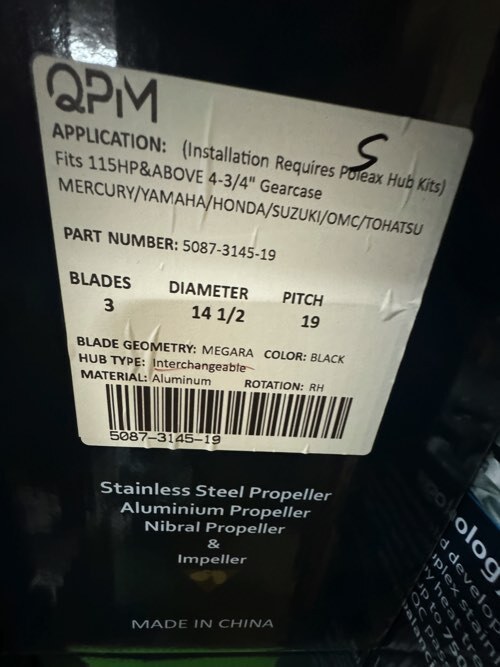 QPM
S
APPLICATION: (Installation Requires Poleax Hub Kits)
Fits 115HP&ABOVE 4-3/4" Gearcase
MERCURY/YAMAHA/HONDA/SUZUKI/OMC/TOHATSU
PART NUMBER: 5087-3145-19
BLADES DIAMETER PITCH
3 14 1/2 19
BLADE GEOMETRY: MEGARA COLOR: BLACK
HUB TYPE: Interchangeable
MATERIAL: Aluminum ROTATION: RH
5087-3145-19
Stainless Steel Propeller
Aluminium Propeller
Nibral Propeller
&
Impeller
MADE IN CHINA
olog
d develop